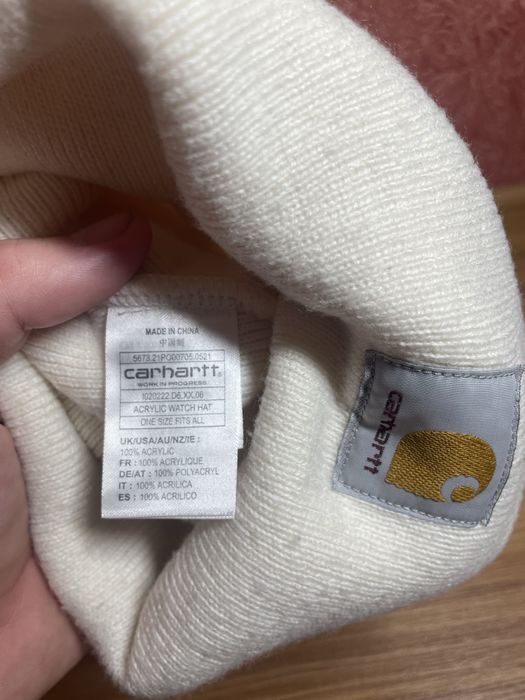 MADE IN CHINA
中国制
5673.21PO00705.0521
carhartt
WORK IN PROGRESS
I020222.D6.XX.06
ACRYLIC WATCH HAT
ONE SIZE FITS ALL
UK/USA/AU/NZ/IE :
100% ACRYLIC
FR : 100% ACRYLIQUE
DE/AT : 100% POLYACRYL
IT : 100% ACRILICA
ES : 100% ACRILICO
carhartt